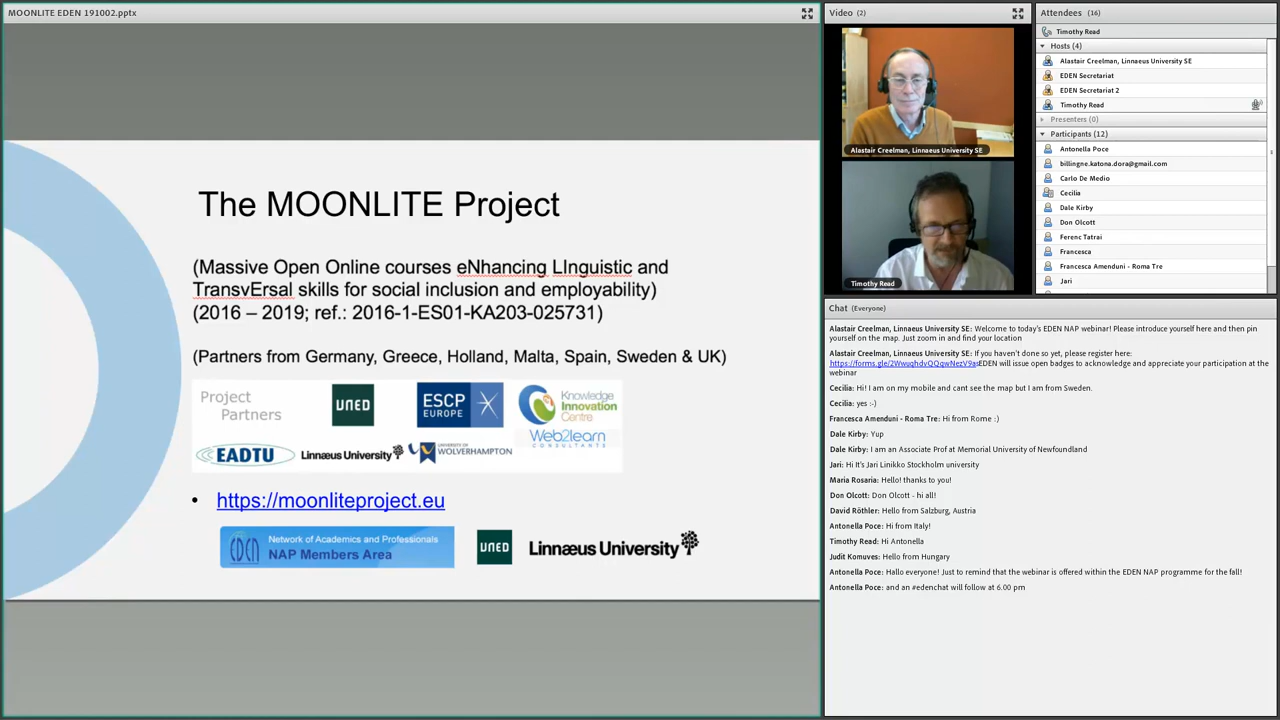 MOONLITE EDEN 191002.pptx
The MOONLITE Project
(Massive Open Online courses eNhancing LInguistic and
TransvErsal skills for social inclusion and employability)
(2016 – 2019; ref.: 2016-1-ES01-KA203-025731)
(Partners from Germany, Greece, Holland, Malta, Spain, Sweden & UK)
Project
Partners
UNED
ESCP
EUROPE
Knowledge
Innovation
Centre
Web2learn
CONSULTANTS
EADTU
Linnæus University
UNIVERSITY OF
WOLVERHAMPTON
• https://moonliteproject.eu
EDEN
Network of Academics and Professionals
NAP Members Area
UNED
Linnæus University
Video (2)
Alastair Creelman, Linnaeus University SE
Timothy Read
Attendees (16)
Timothy Read
Hosts (4)
Alastair Creelman, Linnaeus University SE
EDEN Secretariat
EDEN Secretariat 2
Timothy Read
Presenters (0)
Participants (12)
Antonella Poce
billingne.katona.dora@gmail.com
Carlo De Medio
Cecilia
Dale Kirby
Don Olcott
Ferenc Tatrai
Francesca
Francesca Amenduni - Roma Tre
Jari
Chat (Everyone)
Alastair Creelman, Linnaeus University SE: Welcome to today's EDEN NAP webinar! Please introduce yourself here and then pin
yourself on the map. Just zoom in and find your location
Alastair Creelman, Linnaeus University SE: If you haven't done so yet, please register here:
https://forms.gle/2WwuqhdvQQqwNezV9asEDEN will issue open badges to acknowledge and appreciate your participation at the
webinar
Cecilia: Hi! I am on my mobile and cant see the map but I am from Sweden.
Cecilia: yes :-)
Francesca Amenduni - Roma Tre: Hi from Rome :)
Dale Kirby: Yup
Dale Kirby: I am an Associate Prof at Memorial University of Newfoundland
Jari: Hi It's Jari Linikko Stockholm university
Maria Rosaria: Hello! thanks to you!
Don Olcott: Don Olcott - hi all!
David Röthler: Hello from Salzburg, Austria
Antonella Poce: Hi from Italy!
Timothy Read: Hi Antonella
Judit Komuves: Hello from Hungary
Antonella Poce: Hallo everyone! Just to remind that the webinar is offered within the EDEN NAP programme for the fall!
Antonella Poce: and an #edenchat will follow at 6.00 pm